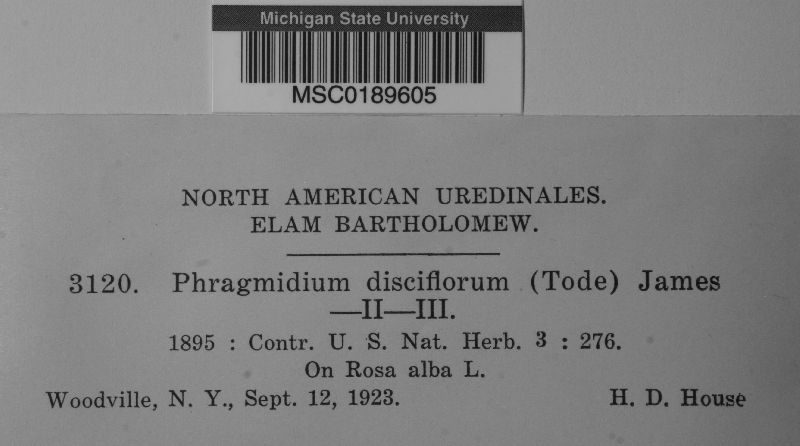 Michigan State University
MSC0189605
NORTH AMERICAN UREDINALES.
ELAM BARTHOLOMEW.
3120. Phragmidium disciflorum (Tode) James
—II—III.
1895 : Contr. U. S. Nat. Herb. 3 : 276.
On Rosa alba L.
Woodville, N. Y., Sept. 12, 1923. H. D. House